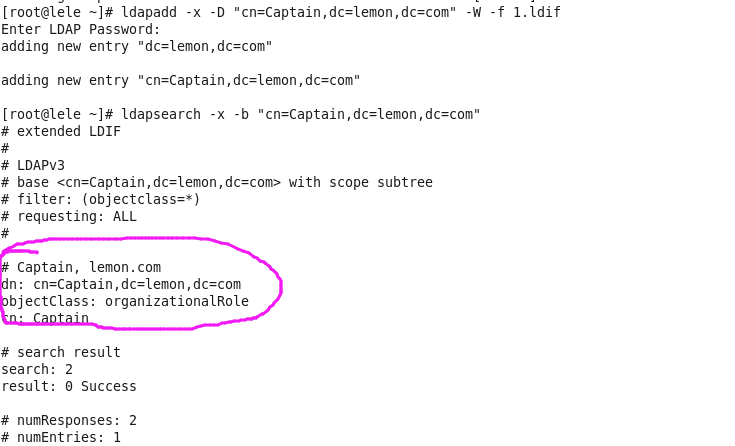 [root@lele ~]# ldapadd -x -D "cn=Captain,dc=lemon,dc=com" -W -f 1.ldif
Enter LDAP Password:
adding new entry "dc=lemon,dc=com"
adding new entry "cn=Captain,dc=lemon,dc=com"
[root@lele ~]# ldapsearch -x -b "cn=Captain,dc=lemon,dc=com"
# extended LDIF
#
# LDAPv3
# base <cn=Captain,dc=lemon,dc=com> with scope subtree
# filter: (objectclass=*)
# requesting: ALL
#
# Captain, lemon.com
dn: cn=Captain,dc=lemon,dc=com
objectClass: organizationalRole
cn: Captain
# search result
search: 2
result: 0 Success
# numResponses: 2
# numEntries: 1